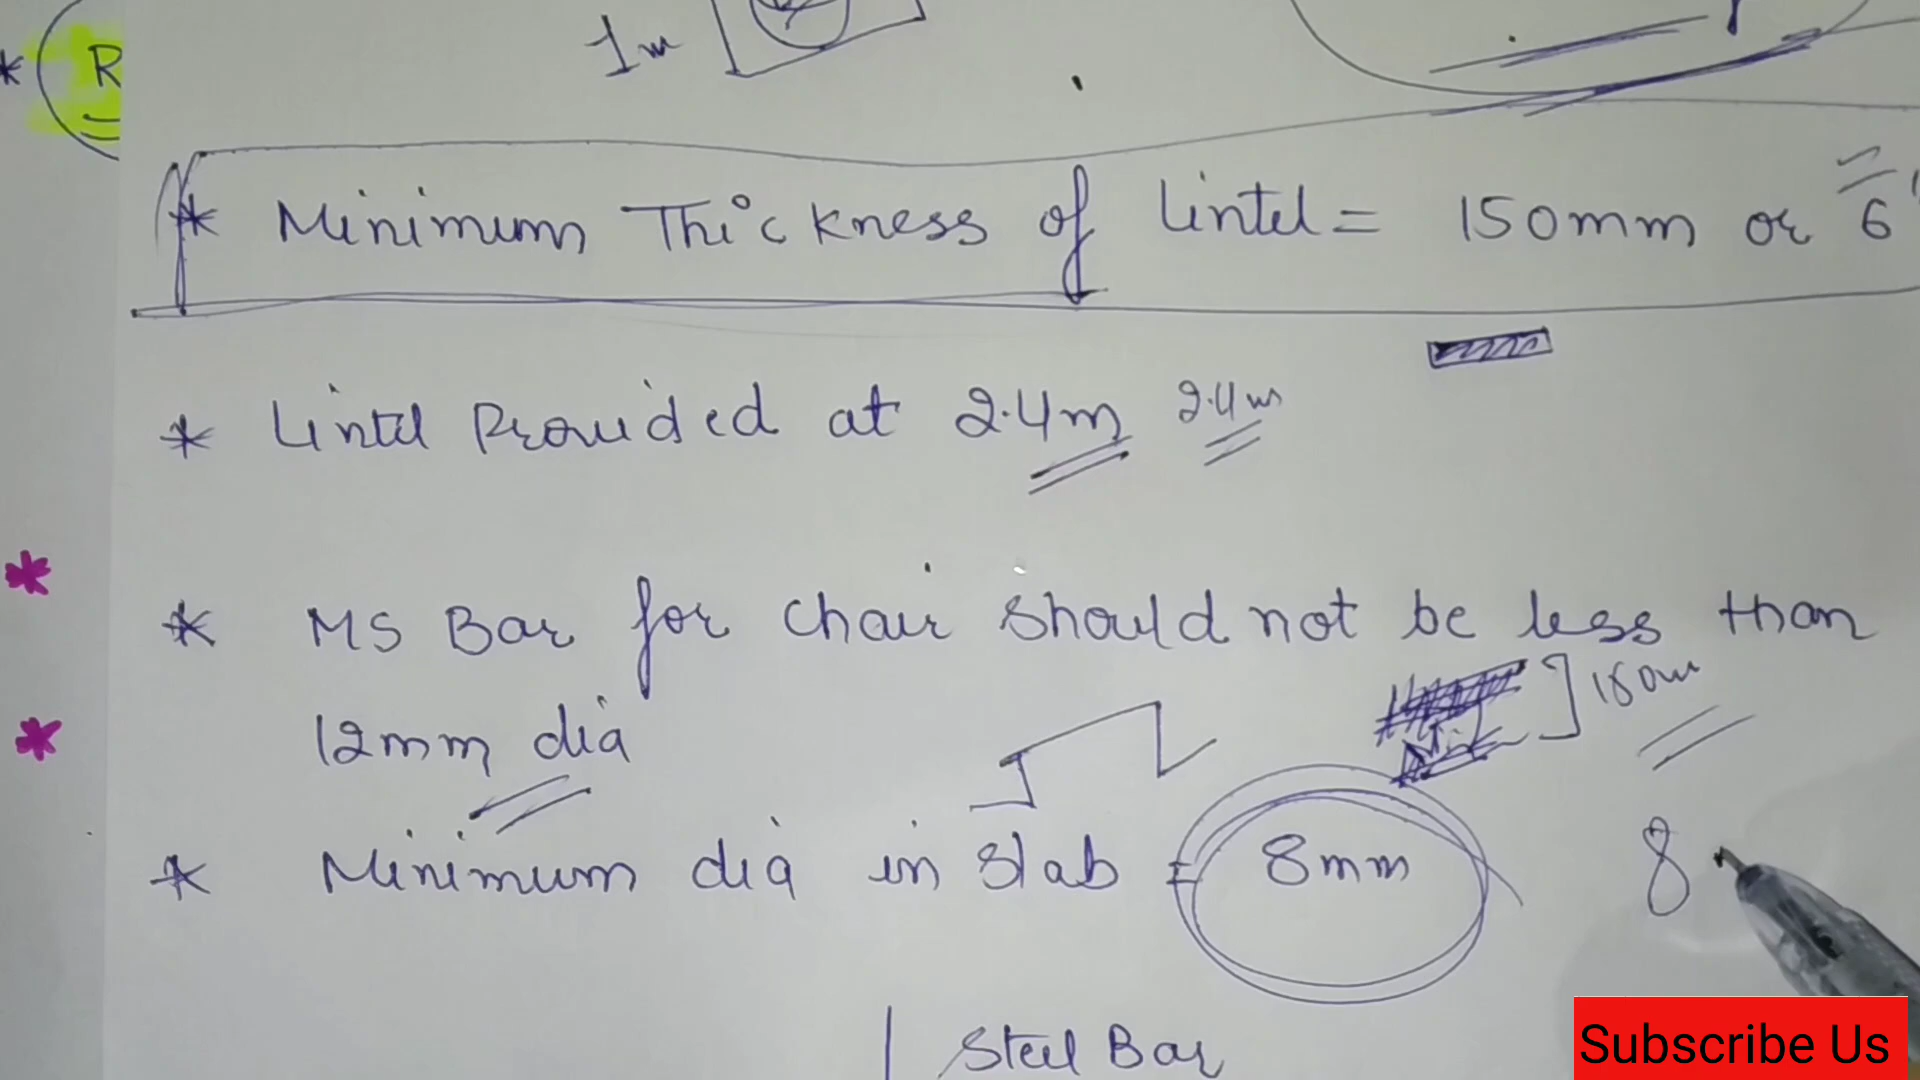 1m
* R
* Minimum Thickness of Lintel = 150mm or 6"
* Lintel Provided at 2.4m 2.4m
* MS Bar for chair should not be less than
12mm dia
* Minimum dia in slab = 8mm 8
Steel Bar
Subscribe Us